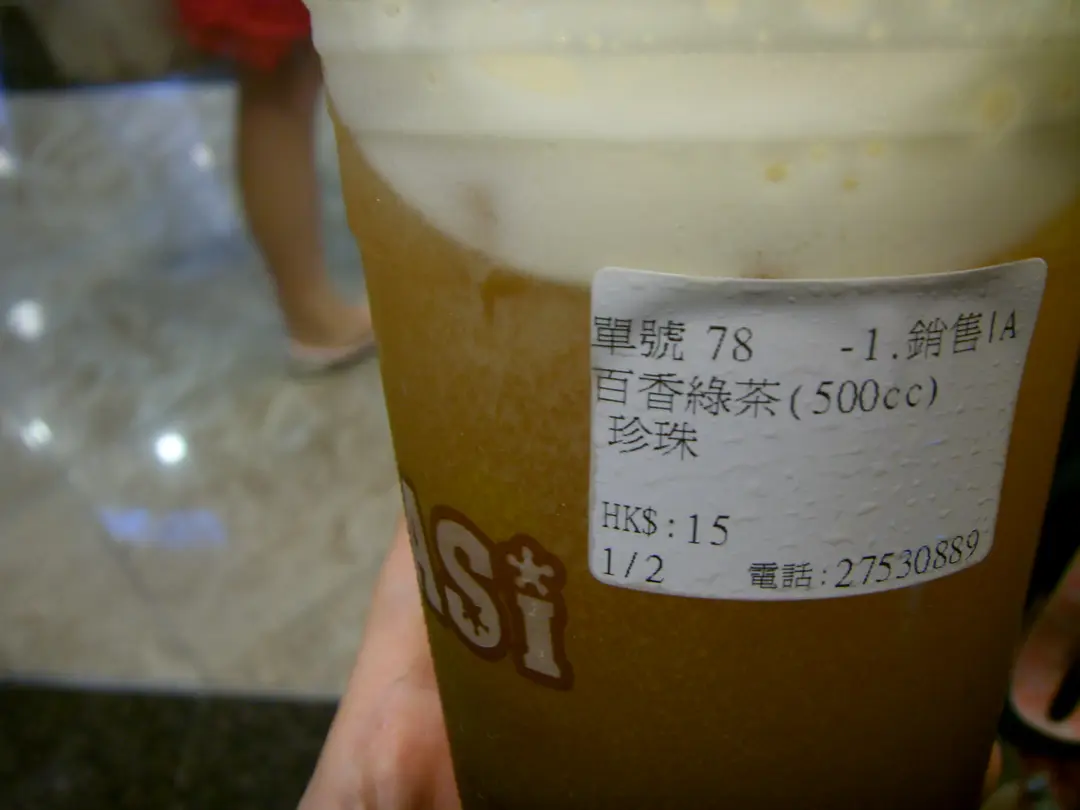 單號 78 -1.銷售1A
百香綠茶(500cc)
珍珠
HK$:15
1/2 電話:27530889
ASi